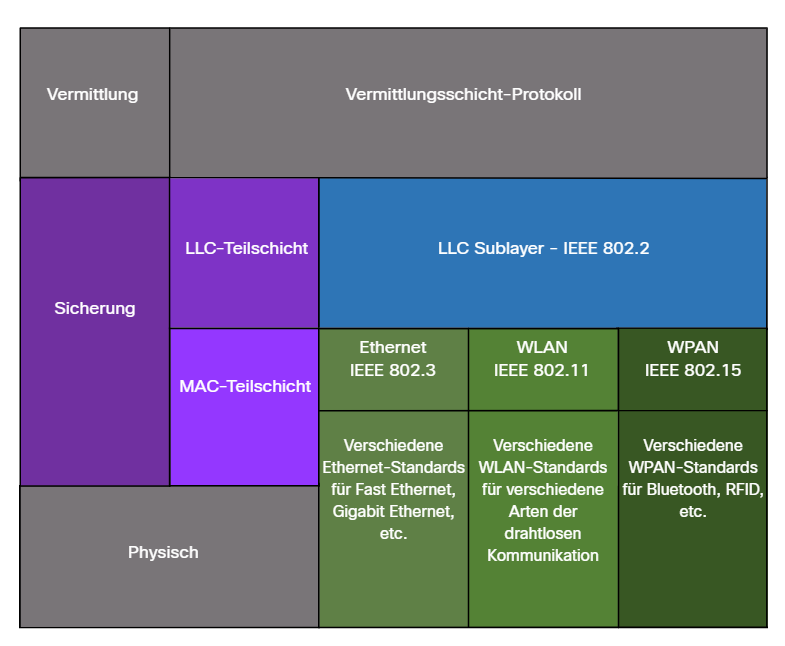 Vermittlung
Vermittlungsschicht-Protokoll
Sicherung
LLC-Teilschicht
LLC Sublayer - IEEE 802.2
MAC-Teilschicht
Ethernet
IEEE 802.3
WLAN
IEEE 802.11
WPAN
IEEE 802.15
Physisch
Verschiedene
Ethernet-Standards
für Fast Ethernet,
Gigabit Ethernet,
etc.
Verschiedene
WLAN-Standards
für verschiedene
Arten der
drahtlosen
Kommunikation
Verschiedene
WPAN-Standards
für Bluetooth, RFID,
etc.